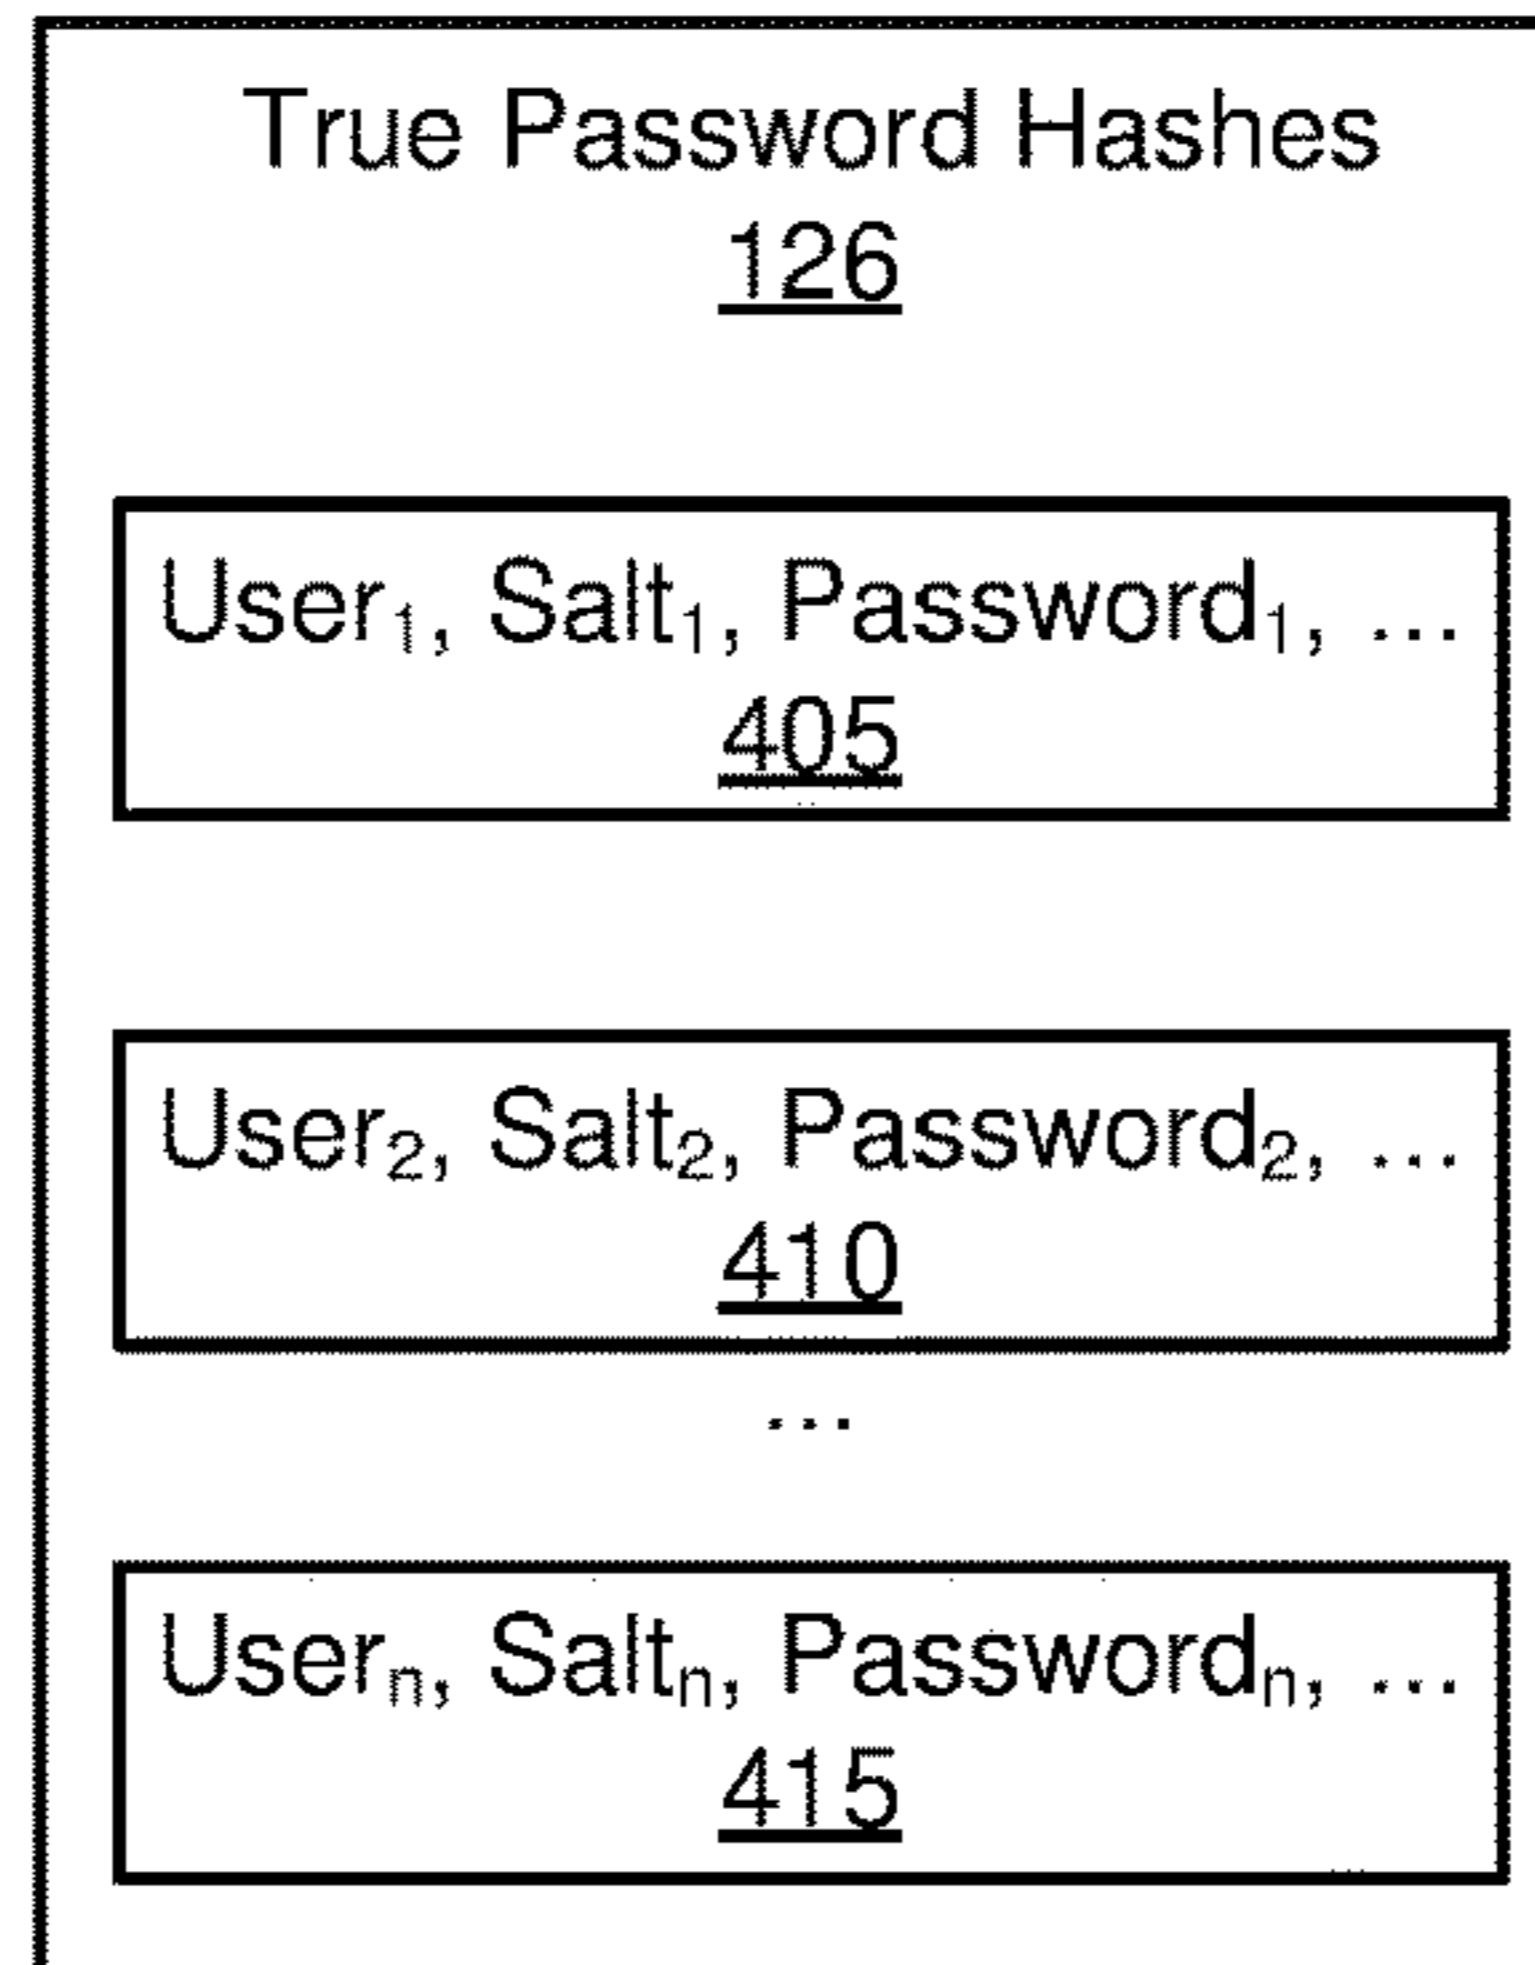 True Password Hashes
126
User₁, Salt₁, Password₁, ...
405
User₂, Salt₂, Password₂, ...
410
...
Userₙ, Saltₙ, Passwordₙ, ...
415